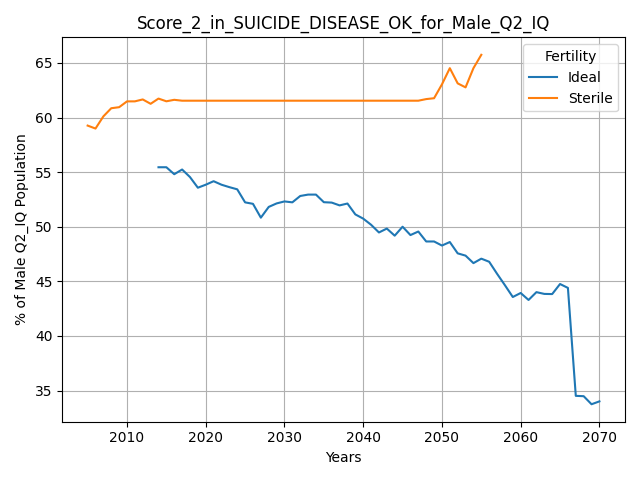 Score_2_in_SUICIDE_DISEASE_OK_for_Male_Q2_IQ
Fertility
Ideal
Sterile
% of Male Q2_IQ Population
65
60
55
50
45
40
35
2010 2020 2030 2040 2050 2060 2070
Years